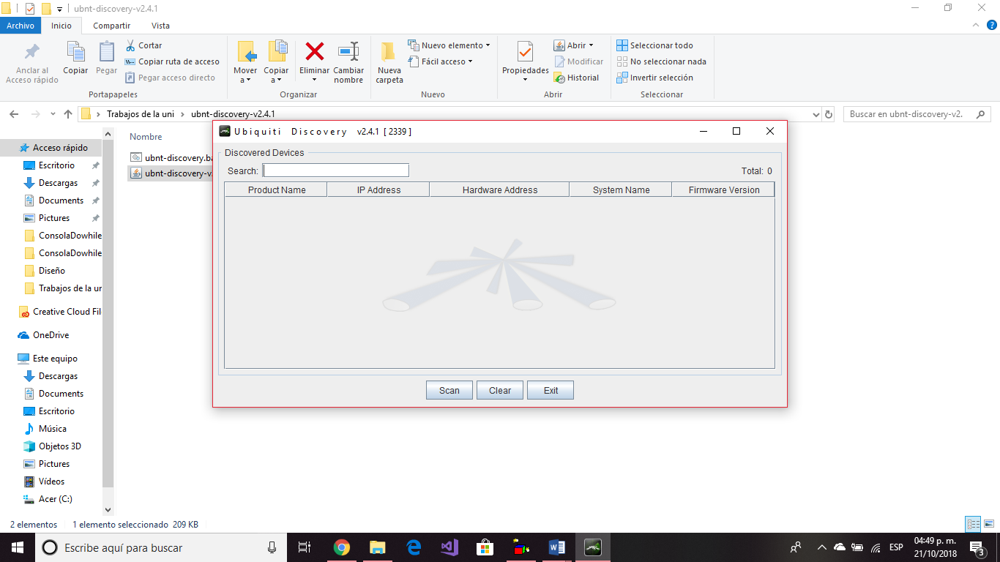 ubnt-discovery-v2.4.1
Archivo Inicio Compartir Vista
Anclar al Acceso rápido
Copiar
Pegar
Cortar
Copiar ruta de acceso
Pegar acceso directo
Portapapeles
Mover a
Copiar a
Eliminar
Cambiar nombre
Organizar
Nueva carpeta
Nuevo elemento
Fácil acceso
Nuevo
Propiedades
Abrir
Modificar
Historial
Abrir
Seleccionar todo
No seleccionar nada
Invertir selección
Seleccionar
Trabajos de la uni > ubnt-discovery-v2.4.1
Buscar en ubnt-discovery-v2.
Acceso rápido
Escritorio
Descargas
Documents
Pictures
ConsolaDowhile
ConsolaDowhile
Diseño
Trabajos de la un
Creative Cloud Fil
OneDrive
Este equipo
Descargas
Documents
Escritorio
Música
Objetos 3D
Pictures
Vídeos
Acer (C:)
Nombre
ubnt-discovery.ba
ubnt-discovery-v
Ubiquiti Discovery v2.4.1 [ 2339 ]
Discovered Devices
Search:
Total: 0
Product Name IP Address Hardware Address System Name Firmware Version
Scan Clear Exit
2 elementos 1 elemento seleccionado 209 KB
Escribe aquí para buscar
ESP
04:49 p. m.
21/10/2018
3